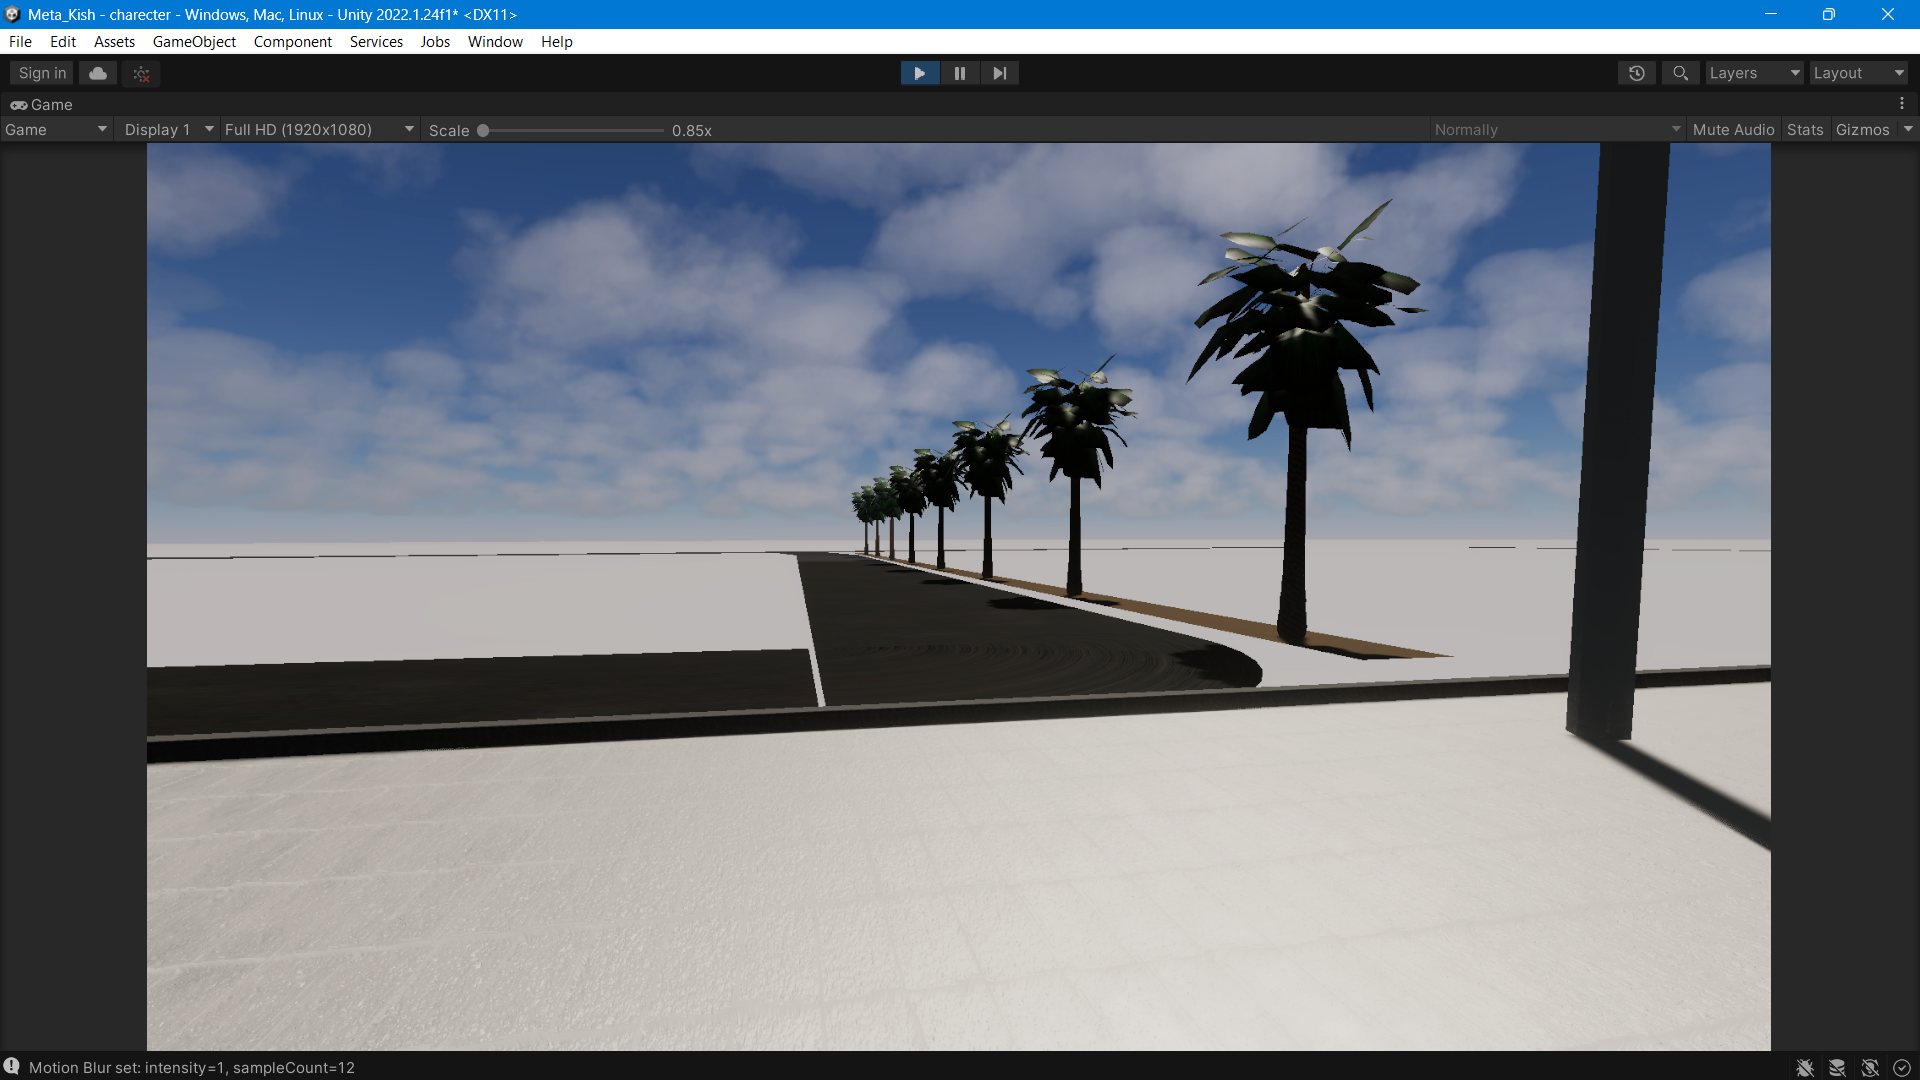 Meta_Kish - charecter - Windows, Mac, Linux - Unity 2022.1.24f1* <DX11>
File Edit Assets GameObject Component Services Jobs Window Help
Sign in Layers Layout
Game
Game Display 1 Full HD (1920x1080) Scale 0.85x Normally Mute Audio Stats Gizmos
Motion Blur set: intensity=1, sampleCount=12